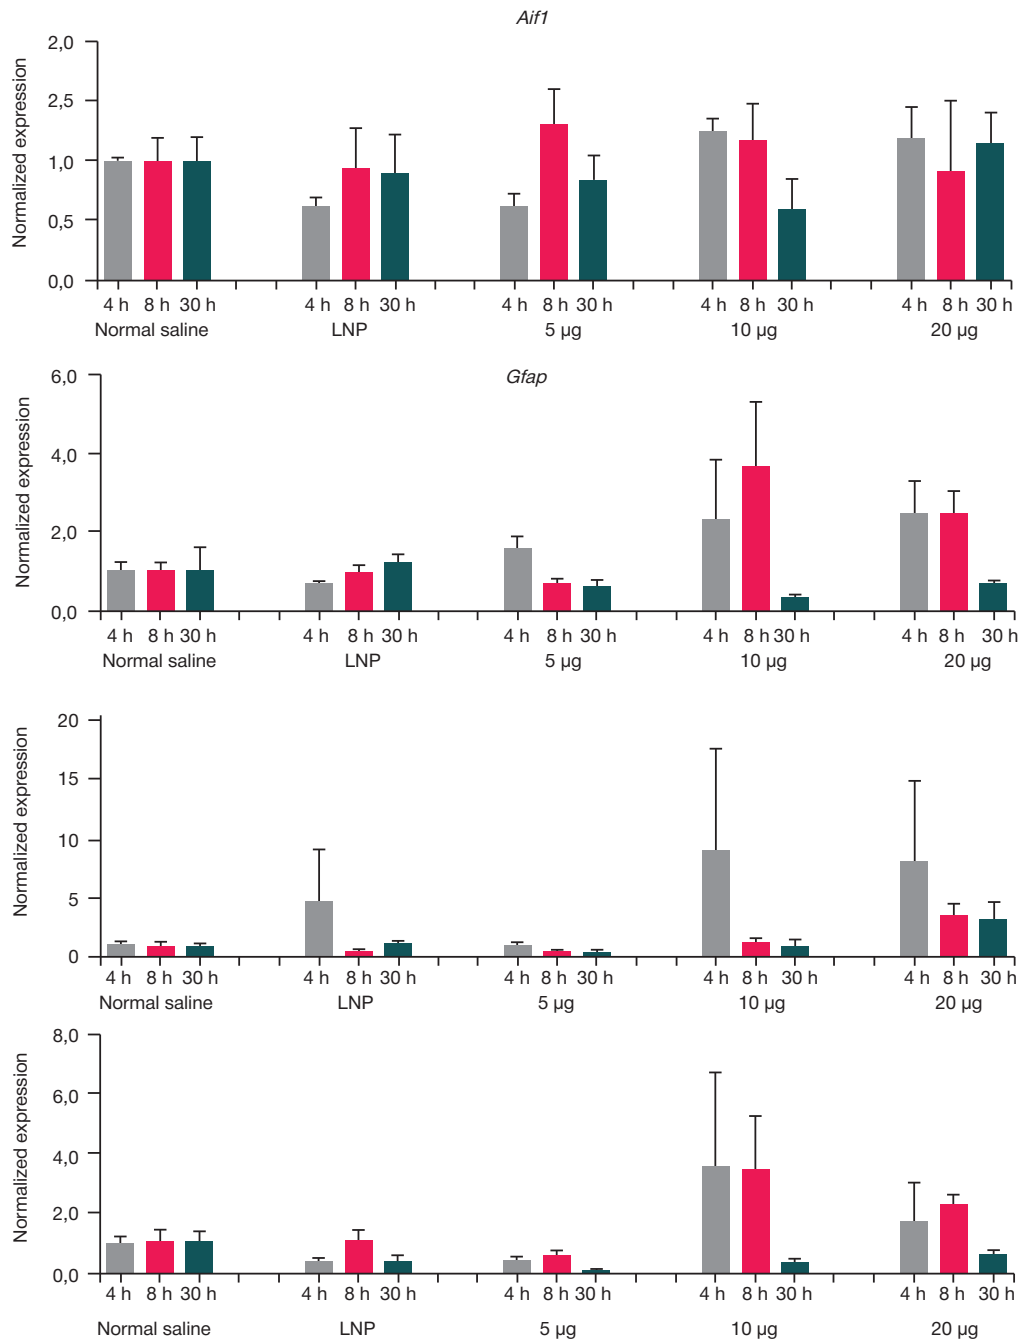 Aif1
Normalized expression
2,0
2,5
1,0
0,5
0,0
4 h 8 h 30 h 4 h 8 h 30 h 4 h 8 h 30 h 4 h 8 h 30 h 4 h 8 h 30 h
Normal saline LNP 5 µg 10 µg 20 µg
Gfap
Normalized expression
6,0
4,0
2,0
0,0
4 h 8 h 30 h 4 h 8 h 30 h 4 h 8 h 30 h 4 h 8 h 30 h 4 h 8 h 30 h
Normal saline LNP 5 µg 10 µg 20 µg
Normalized expression
20
15
10
5
0
4 h 8 h 30 h 4 h 8 h 30 h 4 h 8 h 30 h 4 h 8 h 30 h 4 h 8 h 30 h
Normal saline LNP 5 µg 10 µg 20 µg
Normalized expression
8,0
6,0
4,0
2,0
0,0
4 h 8 h 30 h 4 h 8 h 30 h 4 h 8 h 30 h 4 h 8 h 30 h 4 h 8 h 30 h
Normal saline LNP 5 µg 10 µg 20 µg